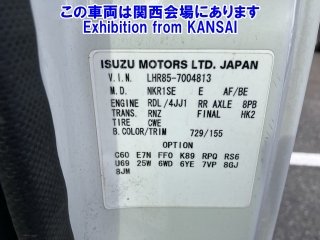 この車両は関西会場にあります
Exhibition from KANSAI
ISUZU MOTORS LTD. JAPAN
V.I.N. LHR85-7004813
M.D. NKR1SE E AF/BE
ENGINE RDL/4JJ1 RR AXLE 8PB
TRANS. RNZ FINAL HK2
TIRE CWE
B.COLOR/TRIM 729/155
OPTION
C60 E7N FF0 K89 RPQ RS6
U69 25W 6WD 6YE 7VP 8GJ
8JM